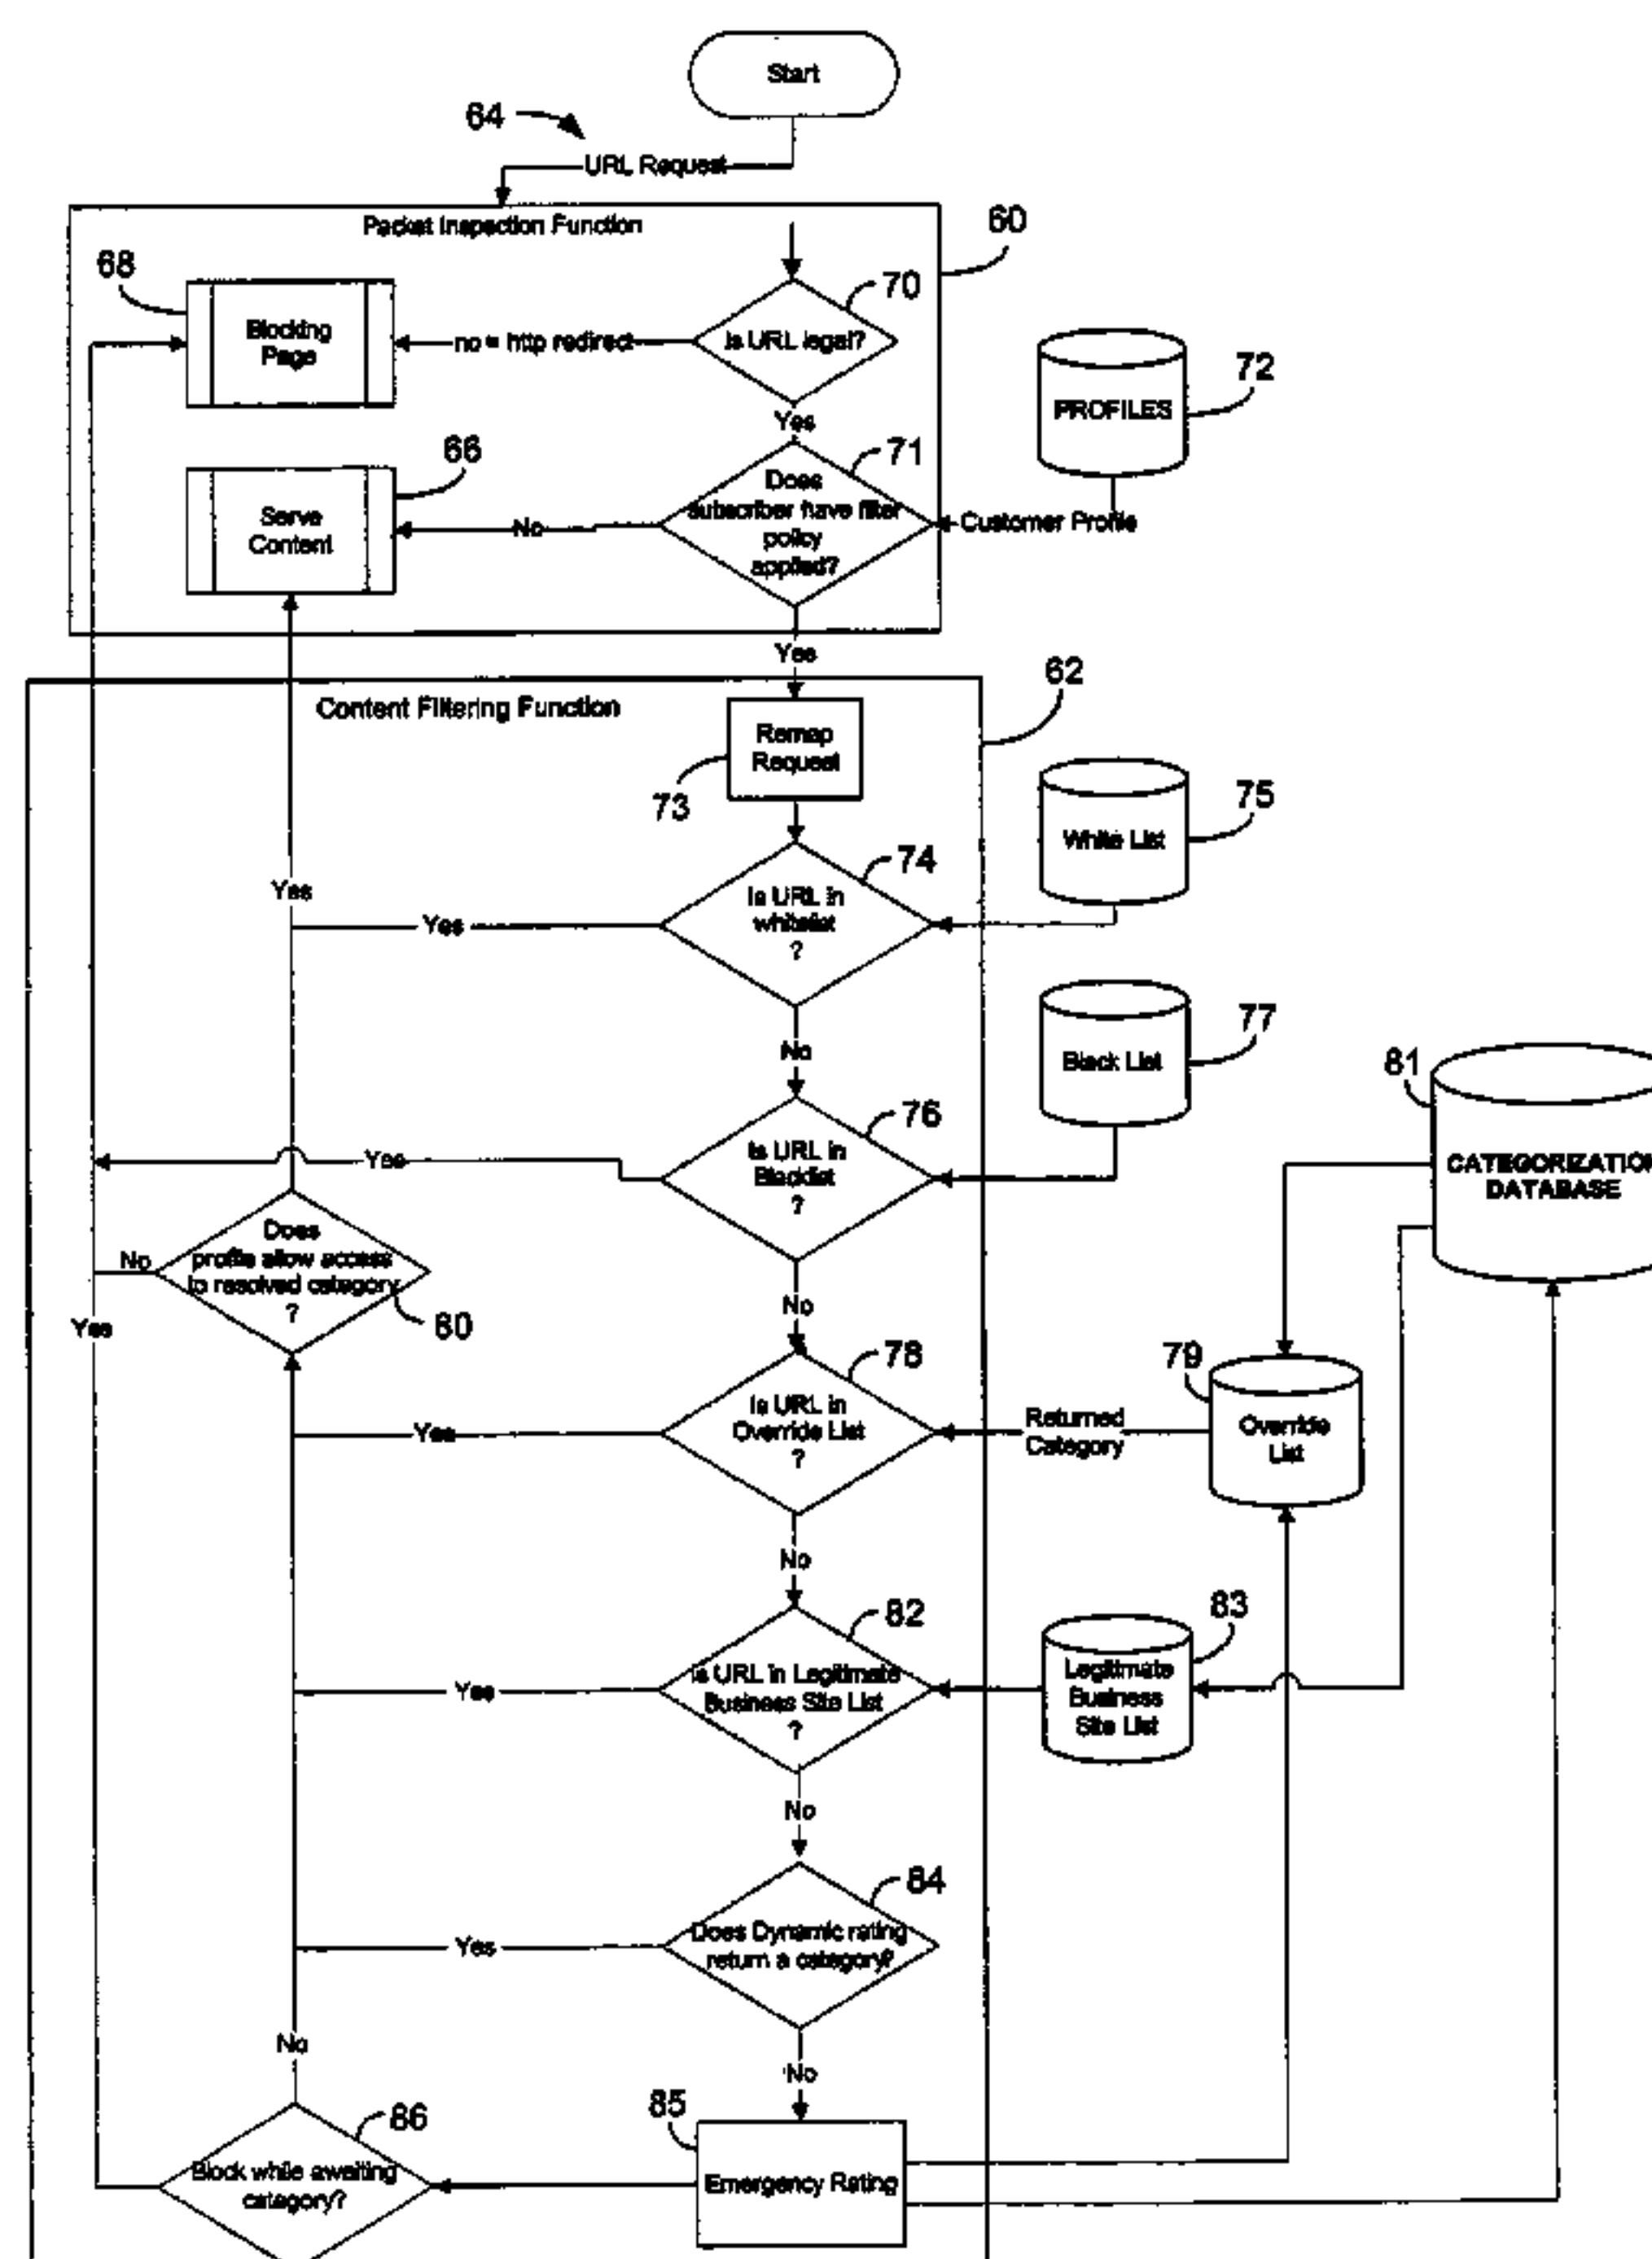 Start
64
URL Request
Packet Inspection Function
60
68
Blocking
Page
no = http redirect
70
Is URL legal?
PROFILES
72
Yes
66
Serve
Content
No
71
Does
subscriber have filter
policy
applied?
Customer Profile
Yes
62
Content Filtering Function
Remap
Request
73
75
White List
74
Is URL in
whitelist
?
Yes
Yes
No
77
Black List
81
CATEGORIZATION
DATABASE
76
Is URL in
Blacklist
?
Yes
Does
profile allow access
to resolved category
?
No
80
Yes
No
78
Is URL in
Override List
?
Yes
Returned
Category
79
Override
List
No
82
Is URL in Legitimate
Business Site List
?
Yes
83
Legitimate
Business
Site List
No
84
Does Dynamic rating
return a category?
Yes
No
No
85
Emergency Rating
86
Block while awaiting
category?